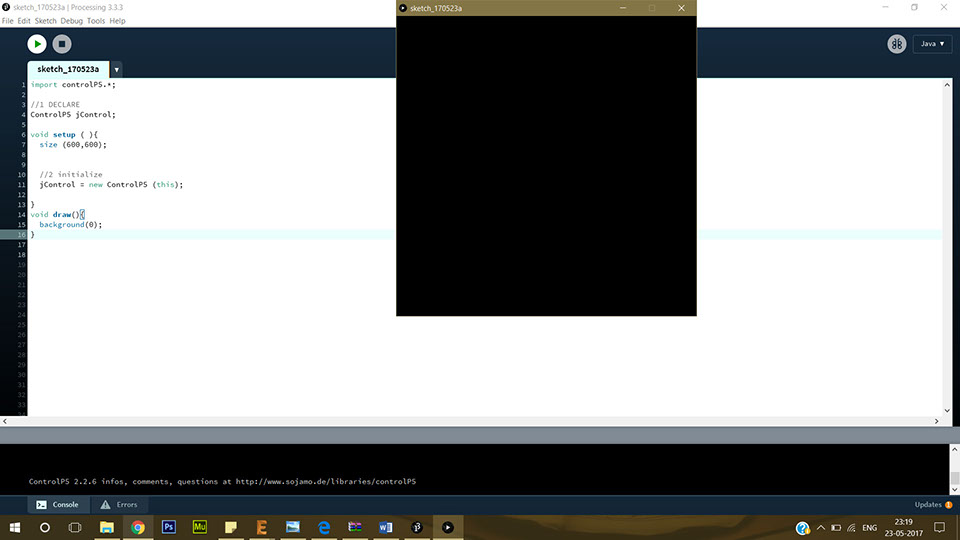 sketch_170523a | Processing 3.3.3
sketch_170523a
File Edit Sketch Debug Tools Help
Java ▼
sketch_170523a ▼
1 import controlP5.*;
2
3 //1 DECLARE
4 ControlP5 jControl;
5
6 void setup ( ){
7 size (600,600);
8
9
10 //2 initialize
11 jControl = new ControlP5 (this);
12
13 }
14 void draw(){
15 background(0);
16 }
17
18
19
20
21
22
23
24
25
26
27
28
29
30
31
32
33
ControlP5 2.2.6 infos, comments, questions at http://www.sojamo.de/libraries/controlP5
Console Errors
Updates 1
Ps Mu
ENG
23:19
23-05-2017